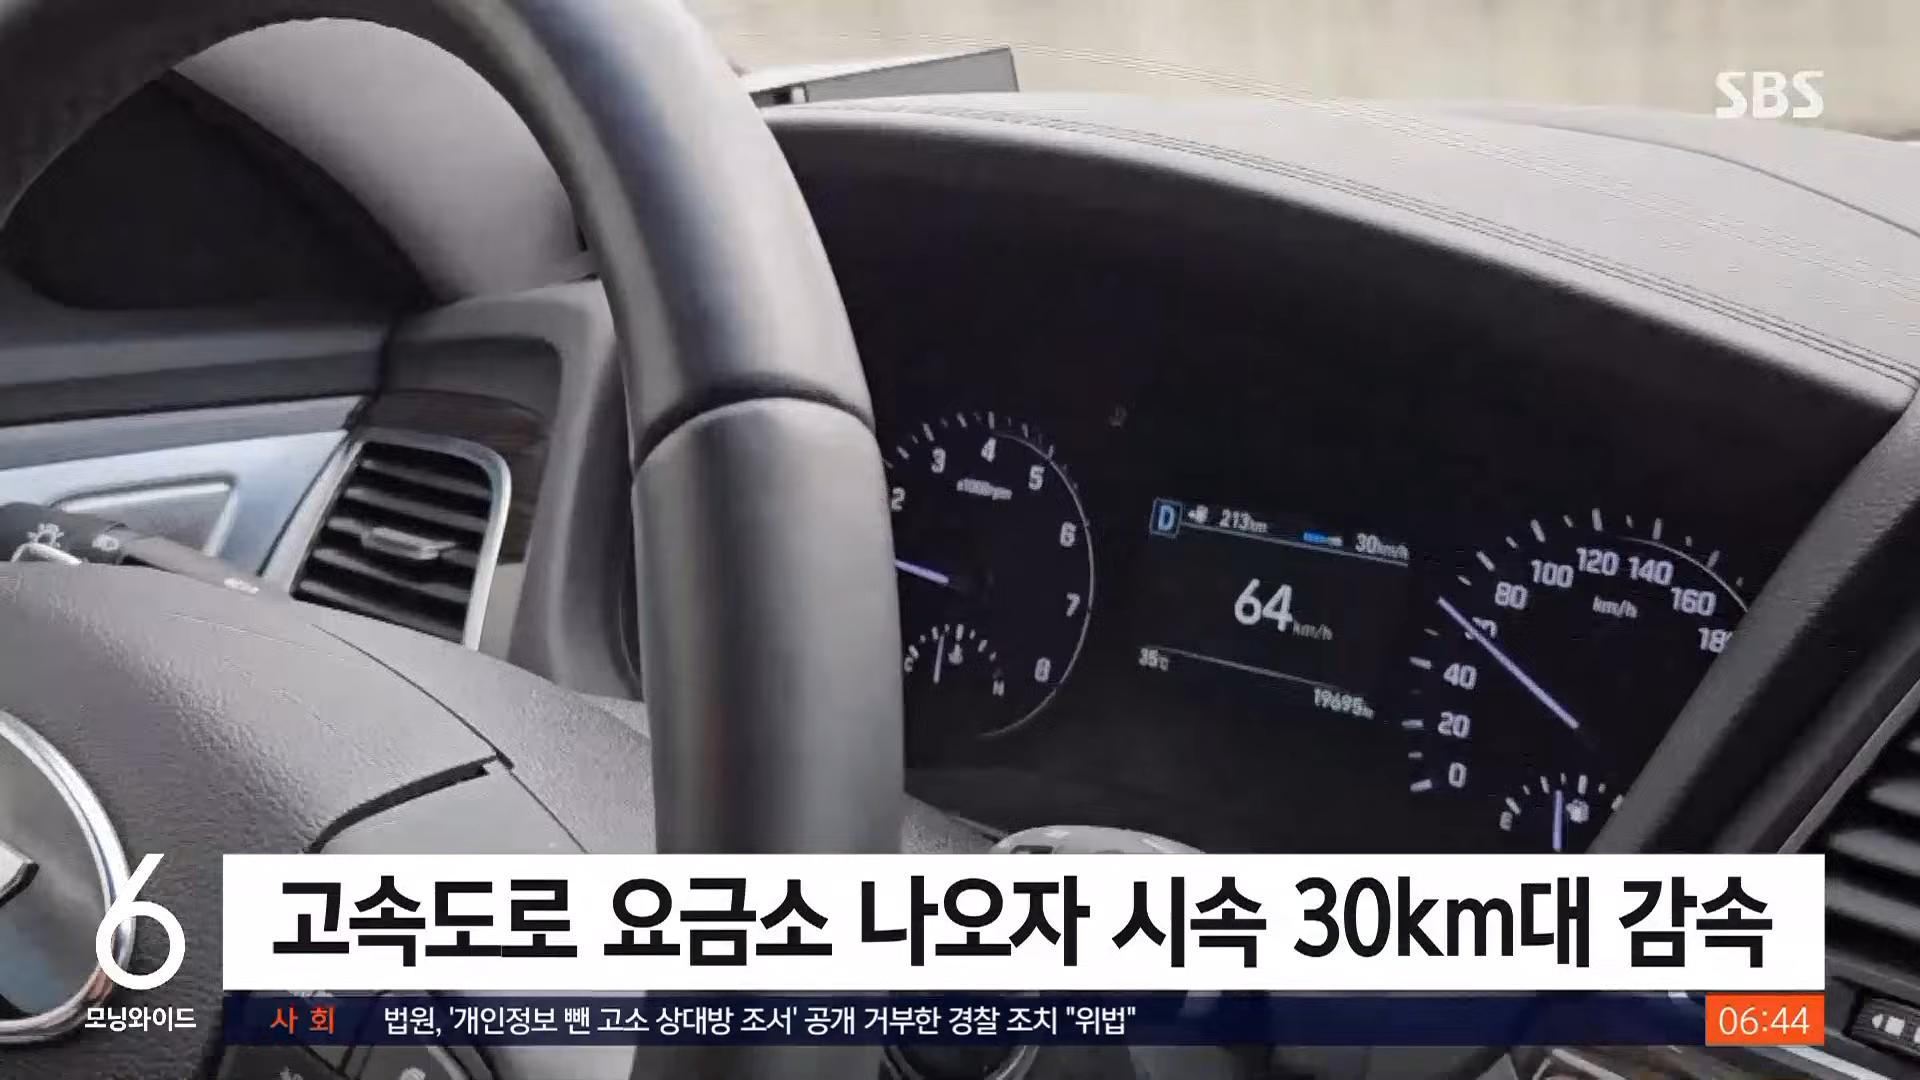 SBS
3
4
5
2
x1000rpm
6
7
8
C
H
D 213km 30km/h
64km/h
35℃
19695km
100 120 140
80 km/h 160
40
20
0
E
고속도로 요금소 나오자 시속 30km대 감속
6
모닝와이드
사 회 법원, '개인정보 뺀 고소 상대방 조서' 공개 거부한 경찰 조치 "위법"
06:44